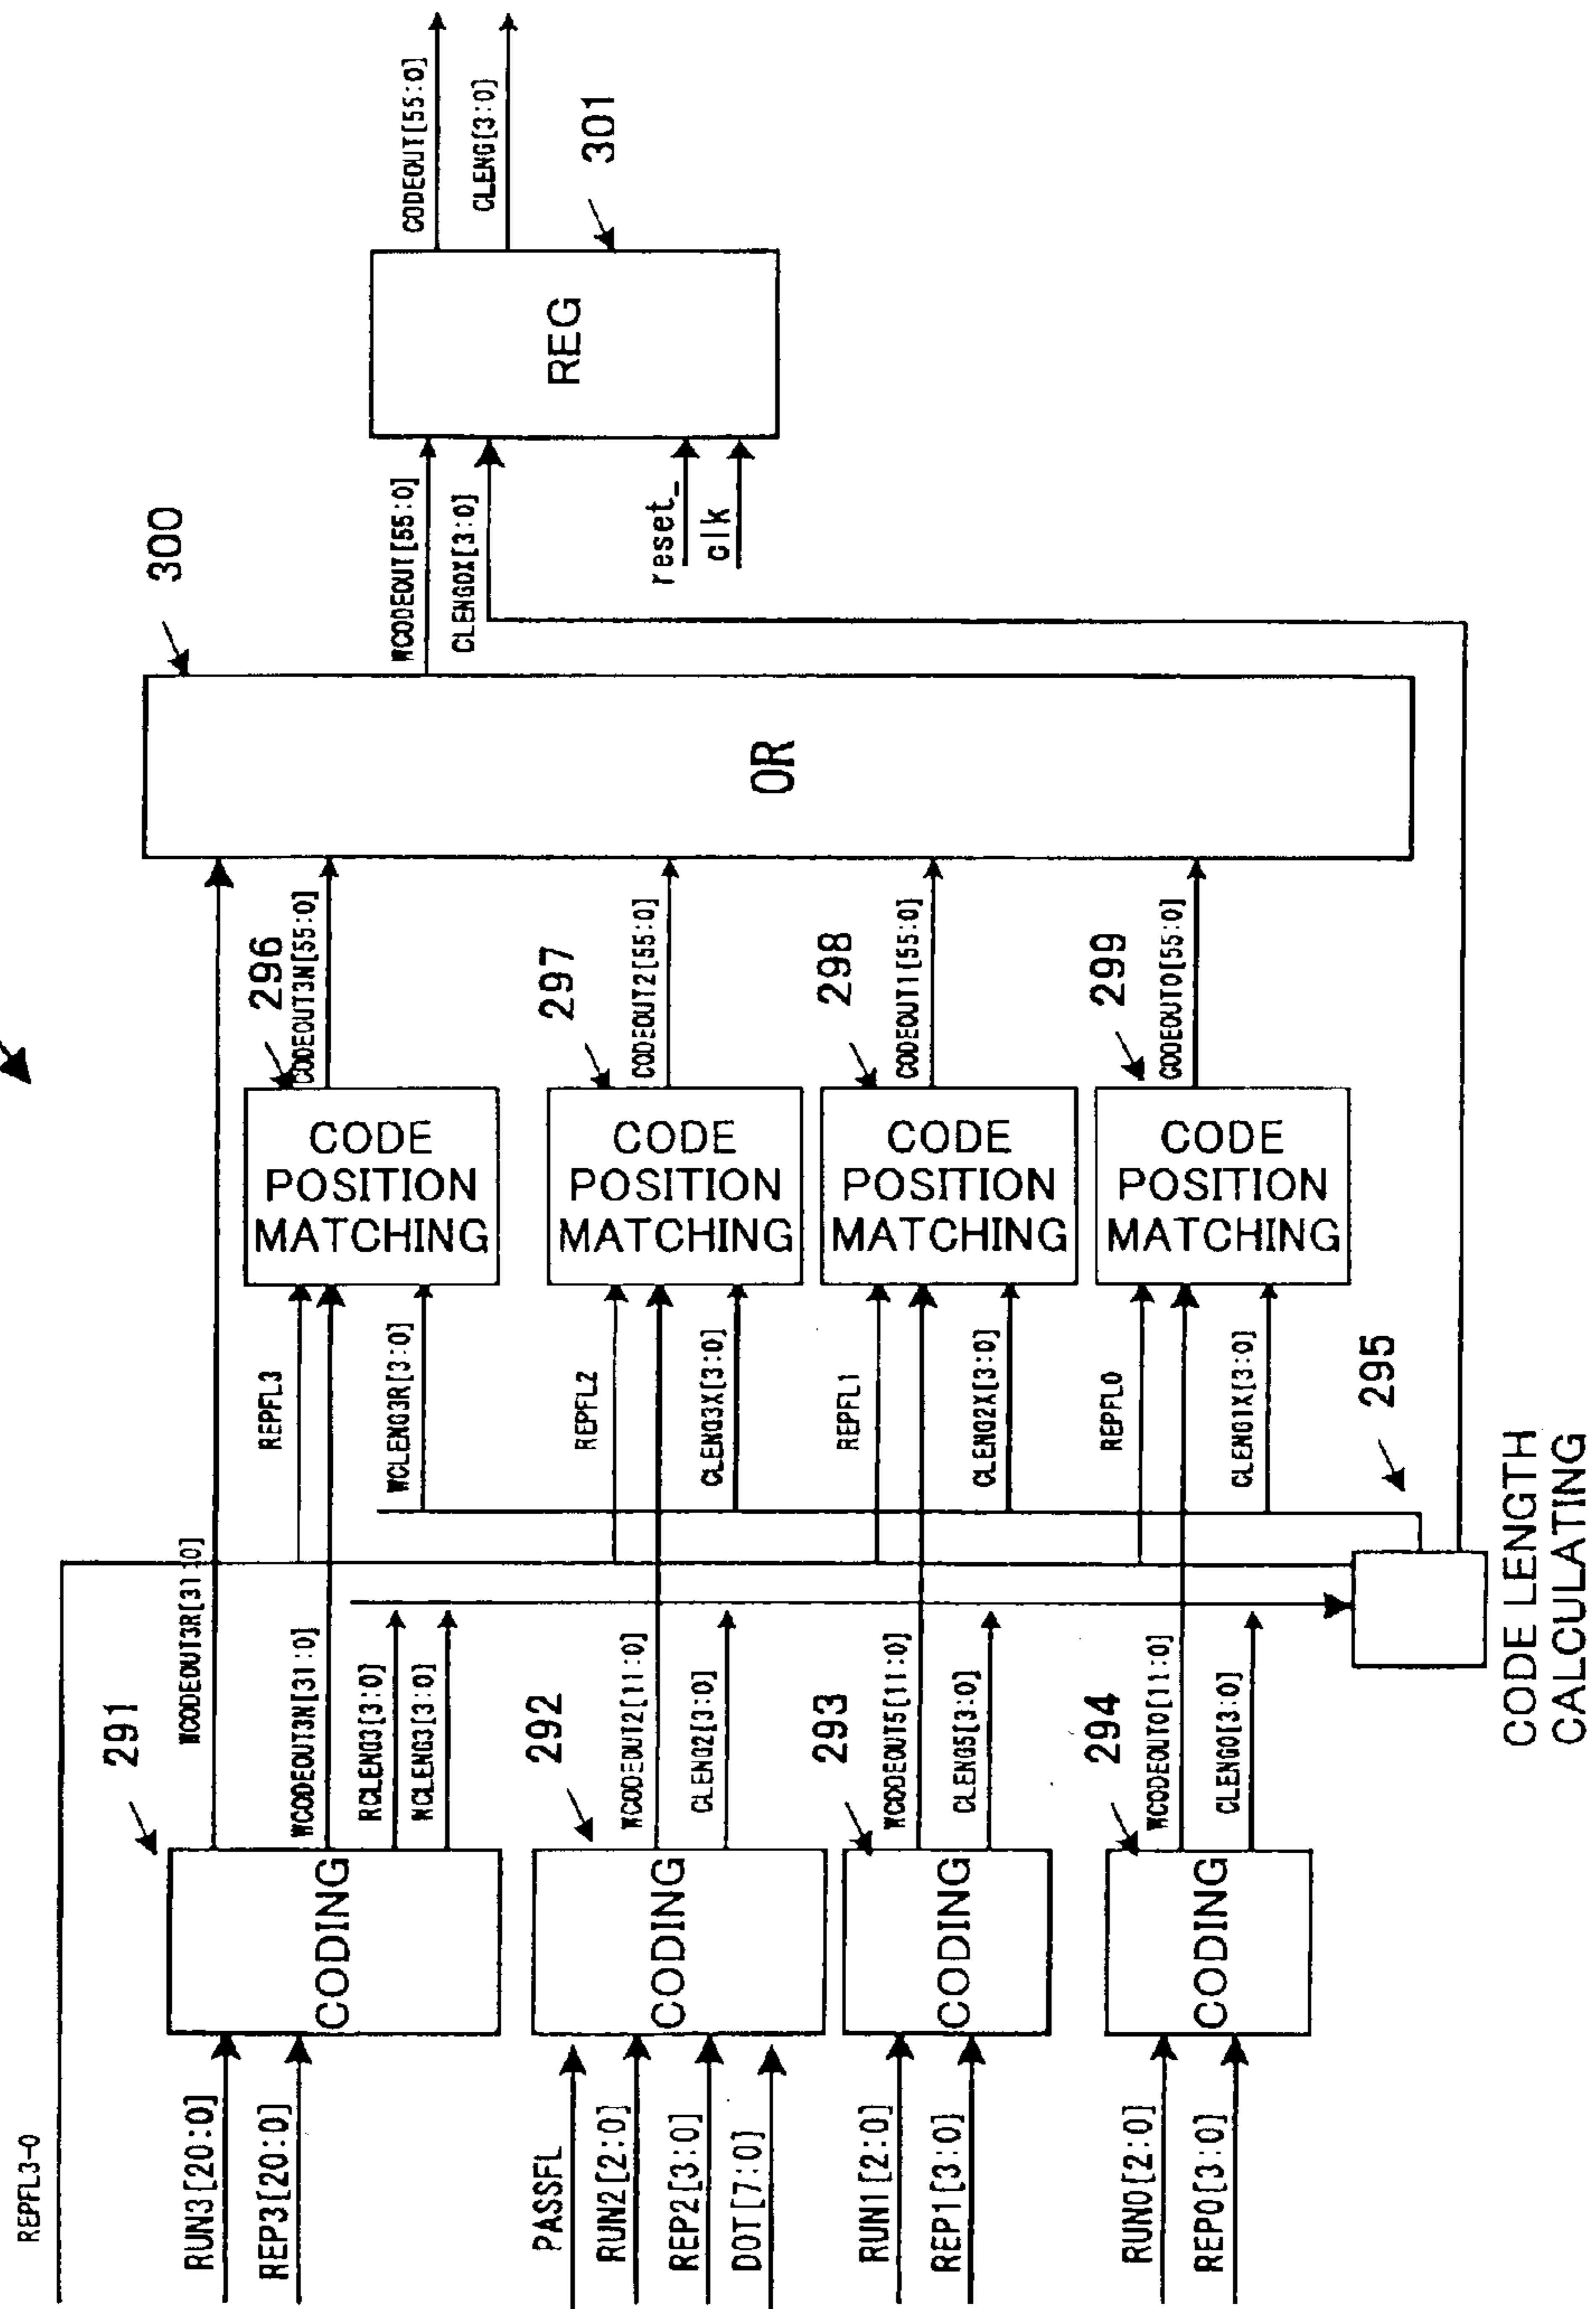 REPFL3-0
RUN3[20:0]
REP3[20:0]
PASSFL
RUN2[2:0]
REP2[3:0]
DOT[7:0]
RUN1[2:0]
REP1[3:0]
RUN0[2:0]
REP0[3:0]
291
CODING
292
CODING
293
CODING
294
CODING
WCODEOUT3R[31:0]
WCODEOUT3N[31:0]
RCLENG3[3:0]
WCLENG3[3:0]
WCODEOUT2[11:0]
CLENG2[3:0]
WCODEOUT5[11:0]
CLENG5[3:0]
WCODEOUT0[11:0]
CLENG0[3:0]
295
CODE LENGTH
CALCULATING
REPFL3
WCLENG3R[3:0]
REPFL2
CLENG3X[3:0]
REPFL1
CLENG2X[3:0]
REPFL0
CLENG1X[3:0]
296
CODE
POSITION
MATCHING
297
CODE
POSITION
MATCHING
298
CODE
POSITION
MATCHING
299
CODE
POSITION
MATCHING
CODEOUT3N[55:0]
CODEOUT2[55:0]
CODEOUT1[55:0]
CODEOUT0[55:0]
300
OR
WCODEOUT[55:0]
CLENG0X[3:0]
reset_
clk
301
REG
CODEOUT[55:0]
CLENG[3:0]